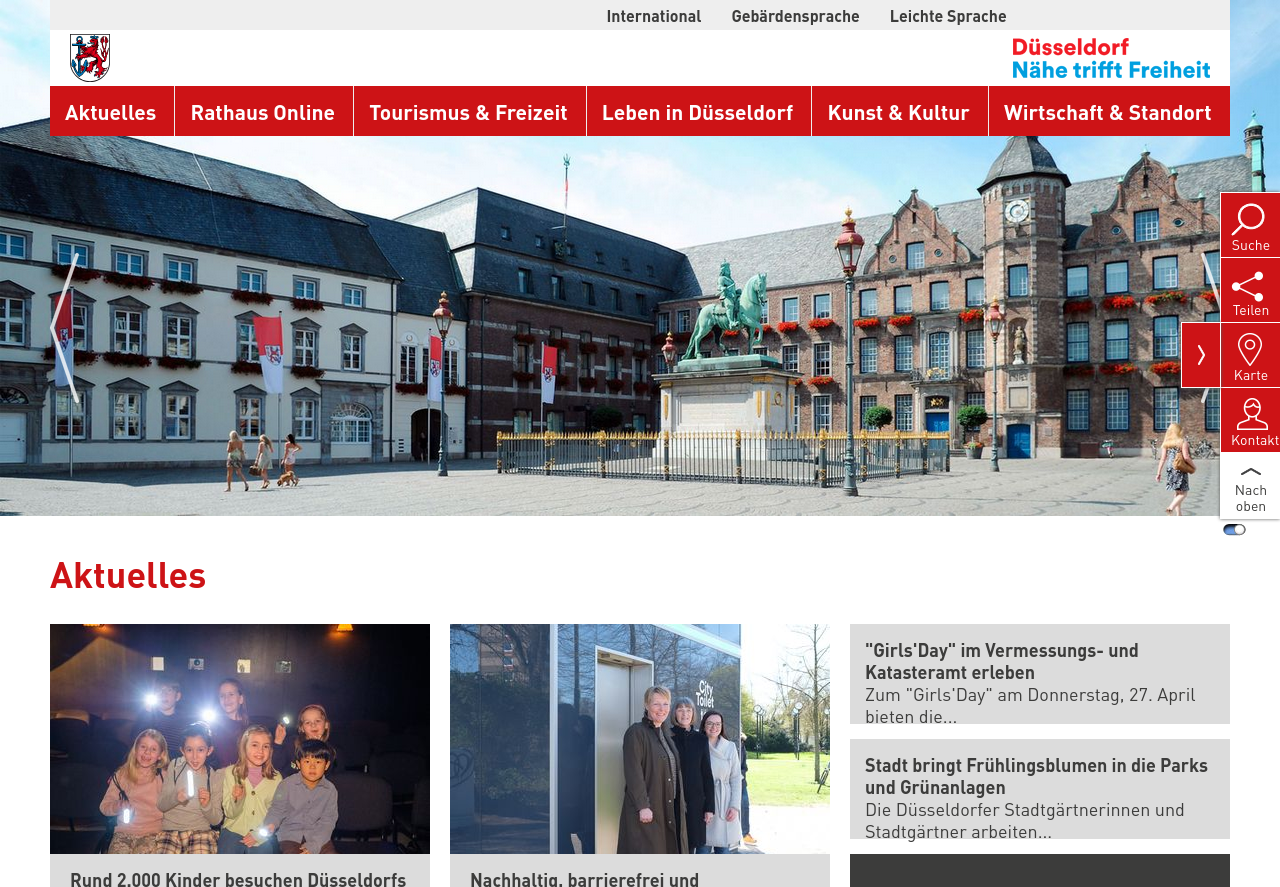 International Gebärdensprache Leichte Sprache
Düsseldorf
Nähe trifft Freiheit
Aktuelles Rathaus Online Tourismus & Freizeit Leben in Düsseldorf Kunst & Kultur Wirtschaft & Standort
Suche
Teilen
Karte
Kontakt
Nach
oben
Aktuelles
City
Toilet
"Girls'Day" im Vermessungs- und
Katasteramt erleben
Zum "Girls'Day" am Donnerstag, 27. April
bieten die...
Stadt bringt Frühlingsblumen in die Parks
und Grünanlagen
Die Düsseldorfer Stadtgärtnerinnen und
Stadtgärtner arbeiten...
Rund 2.000 Kinder besuchen Düsseldorfs
Nachhaltig, barrierefrei und